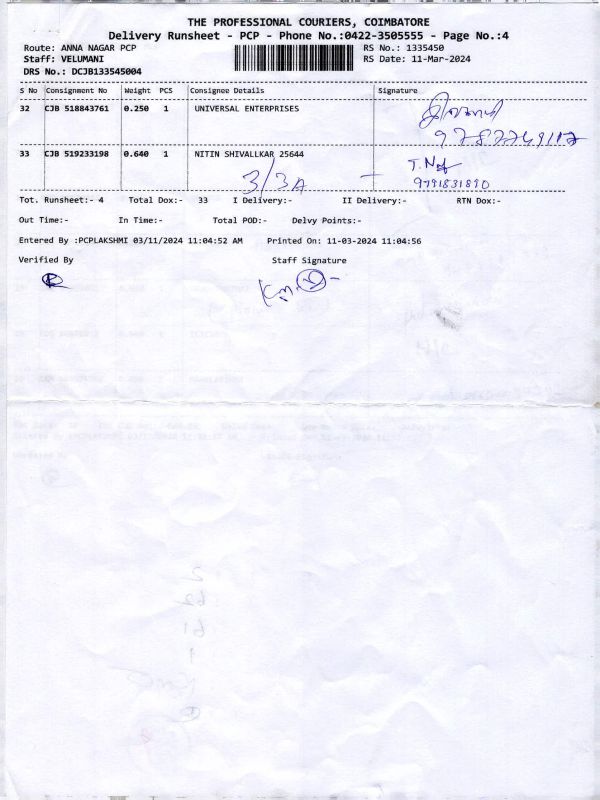 THE PROFESSIONAL COURIERS, COIMBATORE
Delivery Runsheet - PCP - Phone No.:0422-3505555 - Page No.:4
Route: ANNA NAGAR PCP RS No.: 1335450
Staff: VELUMANI RS Date: 11-Mar-2024
DRS No.: DCJB133545004
S No Consignment No Weight PCS Consignee Details Signature
32 CJB 518843761 0.250 1 UNIVERSAL ENTERPRISES
33 CJB 519233198 0.640 1 NITIN SHIVALLKAR 25644
3/3A
9791831890
Tot. Runsheet:- 4 Total Dox:- 33 I Delivery:- II Delivery:- RTN Dox:-
Out Time:- In Time:- Total POD:- Delvy Points:-
Entered By :PCPLAKSHMI 03/11/2024 11:04:52 AM Printed On: 11-03-2024 11:04:56
Verified By Staff Signature